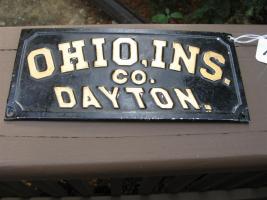 OHIO, INS.
CO.
DAYTON.